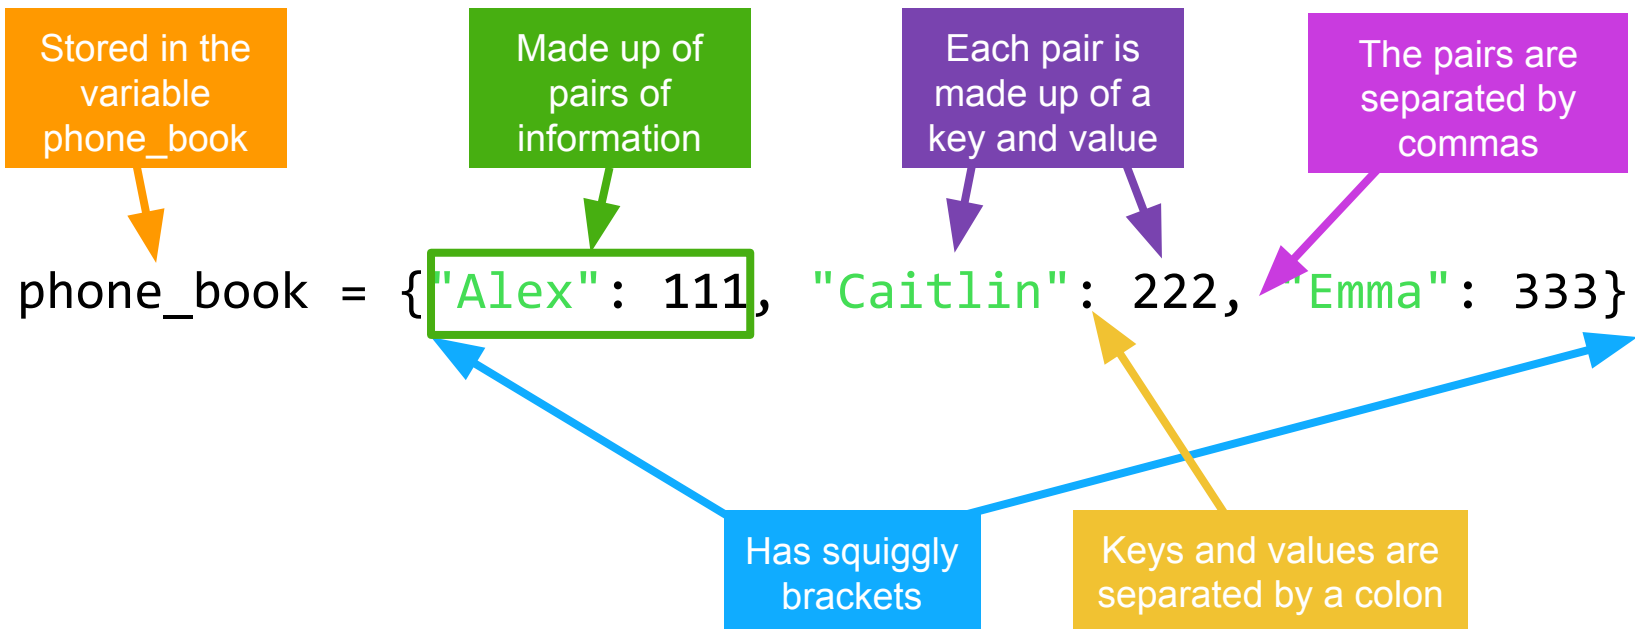 Stored in the
variable
phone_book
Made up of
pairs of
information
Each pair is
made up of a
key and value
The pairs are
separated by
commas
phone_book = {"Alex": 111, "Caitlin": 222, "Emma": 333}
Has squiggly
brackets
Keys and values are
separated by a colon